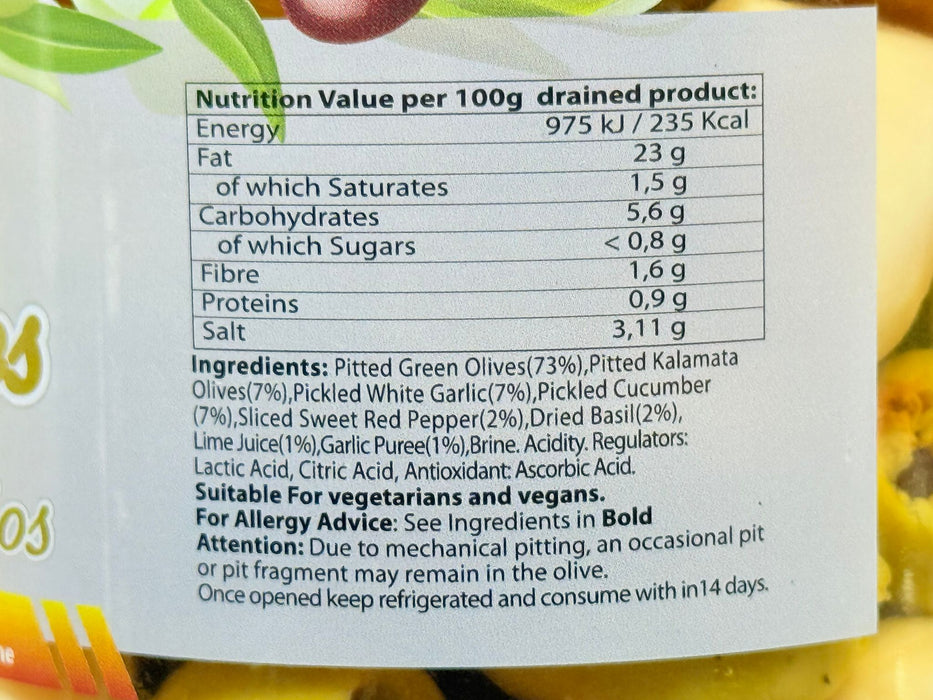 Nutrition Value per 100g drained product:
Energy 975 kJ / 235 Kcal
Fat 23 g
of which Saturates 1,5 g
Carbohydrates 5,6 g
of which Sugars < 0,8 g
Fibre 1,6 g
Proteins 0,9 g
Salt 3,11 g
Ingredients: Pitted Green Olives(73%),Pitted Kalamata
Olives(7%),Pickled White Garlic(7%),Pickled Cucumber
(7%),Sliced Sweet Red Pepper(2%),Dried Basil(2%),
Lime Juice(1%),Garlic Puree(1%),Brine. Acidity. Regulators:
Lactic Acid, Citric Acid, Antioxidant: Ascorbic Acid.
Suitable For vegetarians and vegans.
For Allergy Advice: See Ingredients in Bold
Attention: Due to mechanical pitting, an occasional pit
or pit fragment may remain in the olive.
Once opened keep refrigerated and consume with in14 days.